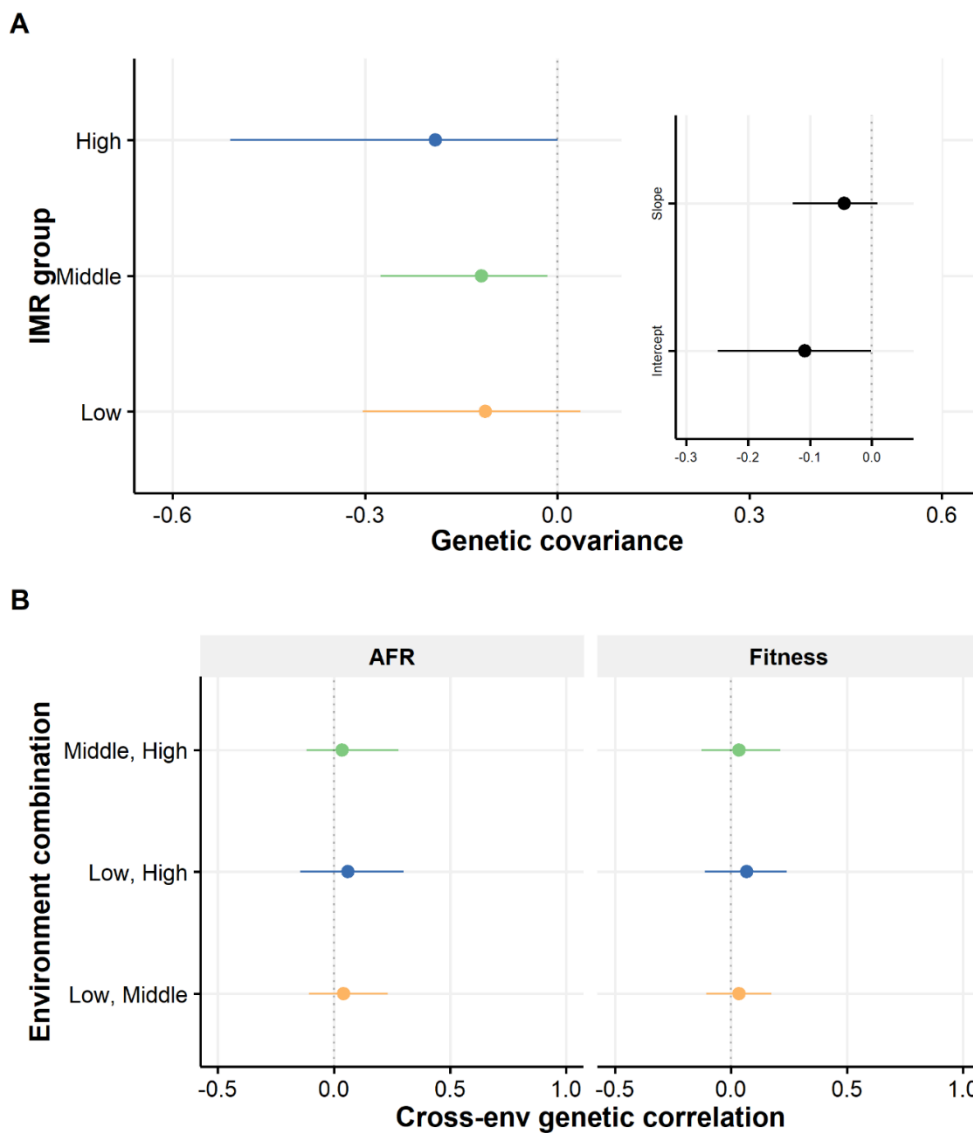 A
IMR group
High
Middle
Low
-0.6 -0.3 0.0 0.3 0.6
Genetic covariance
Slope
Intercept
-0.3 -0.2 -0.1 0.0
B
AFR Fitness
Environment combination
Middle, High
Low, High
Low, Middle
-0.5 0.0 0.5 1.0 -0.5 0.0 0.5 1.0
Cross-env genetic correlation